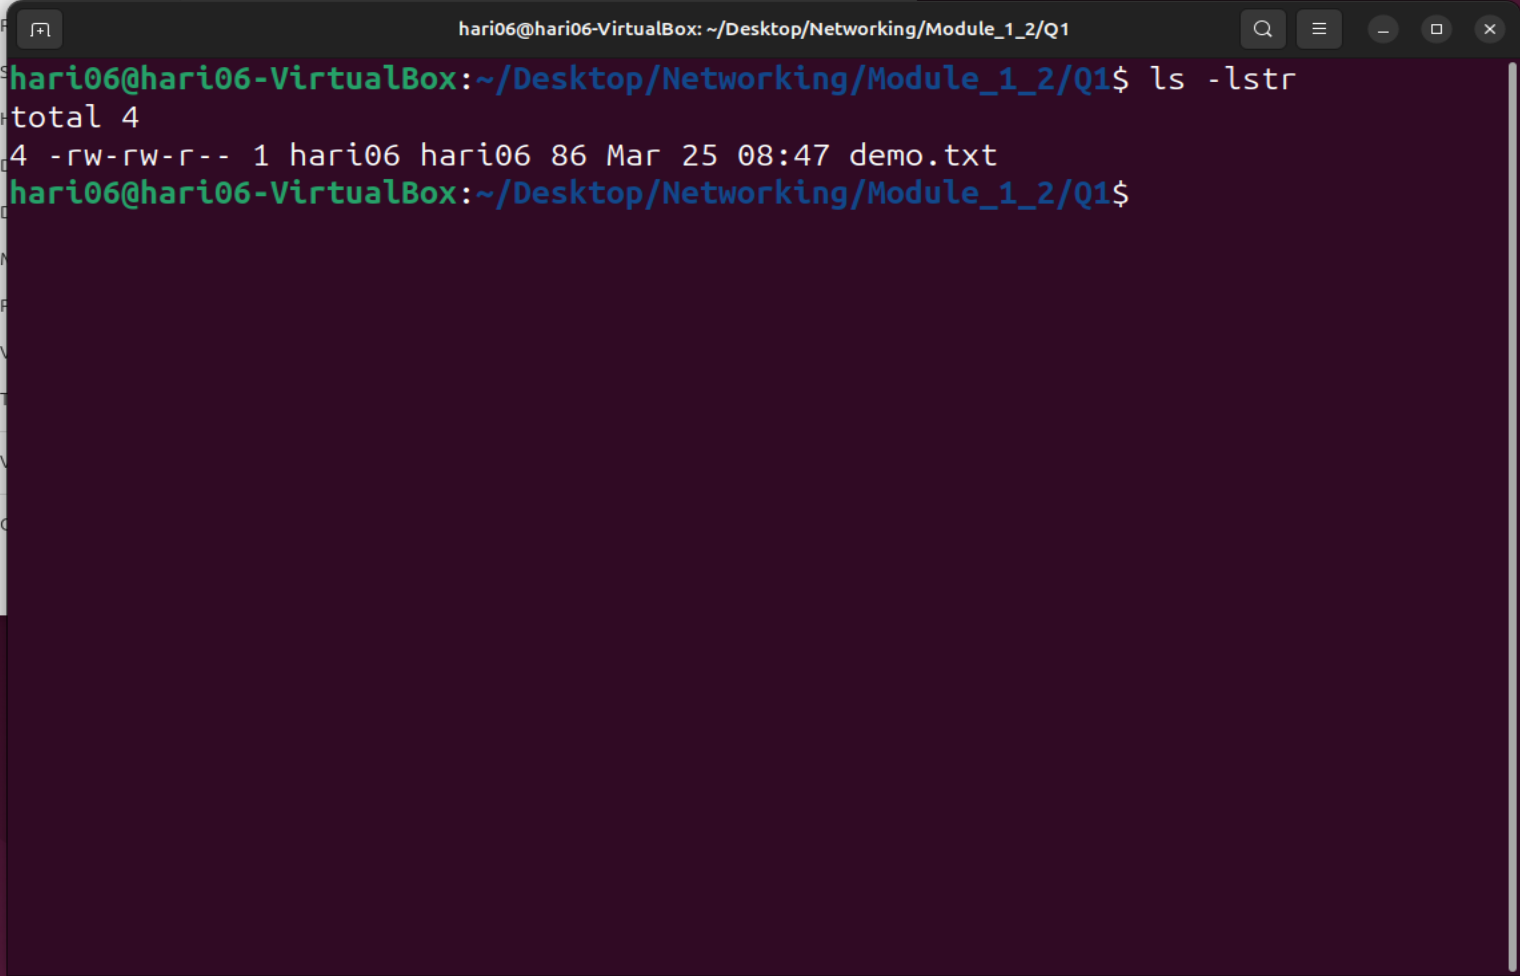 hari06@hari06-VirtualBox: ~/Desktop/Networking/Module_1_2/Q1
hari06@hari06-VirtualBox:~/Desktop/Networking/Module_1_2/Q1$ ls -lstr
total 4
4 -rw-rw-r-- 1 hari06 hari06 86 Mar 25 08:47 demo.txt
hari06@hari06-VirtualBox:~/Desktop/Networking/Module_1_2/Q1$